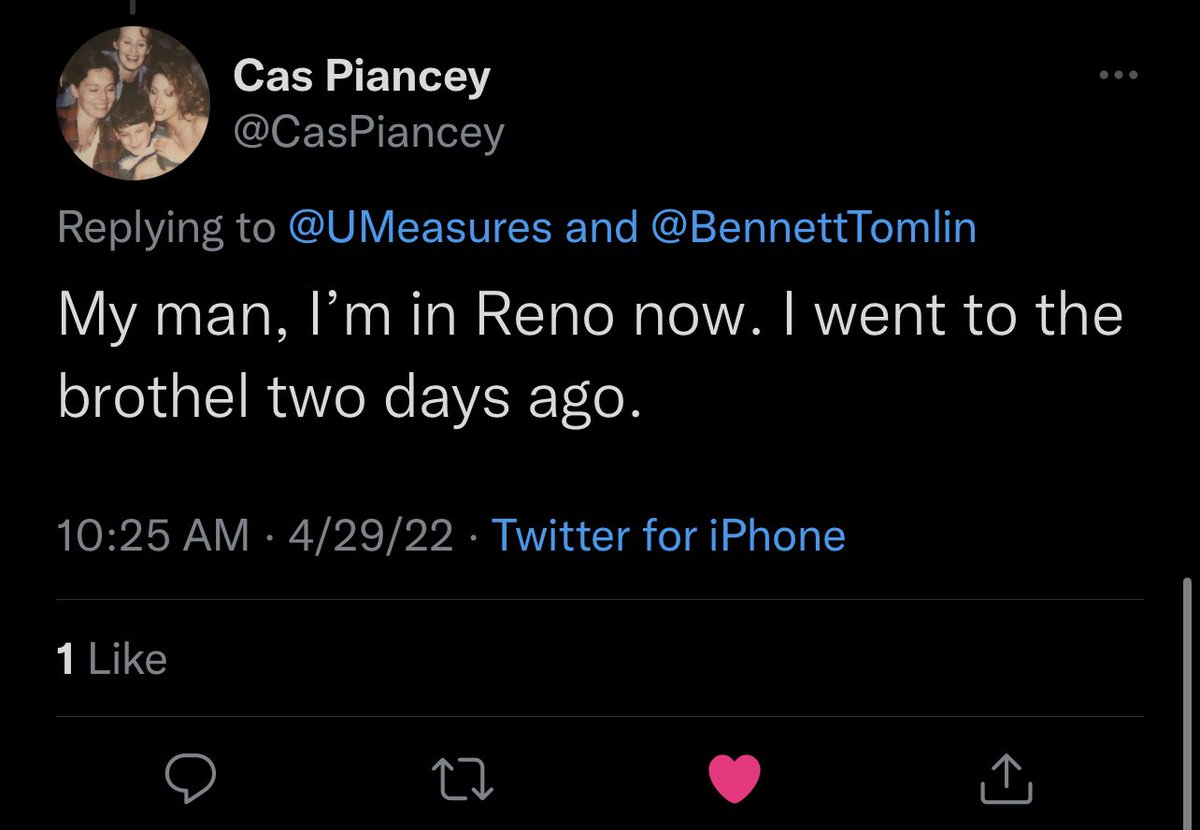 Cas Piancey
@CasPiancey
Replying to @UMeasures and @BennettTomlin
My man, I’m in Reno now. I went to the
brothel two days ago.
10:25 AM · 4/29/22 · Twitter for iPhone
1 Like